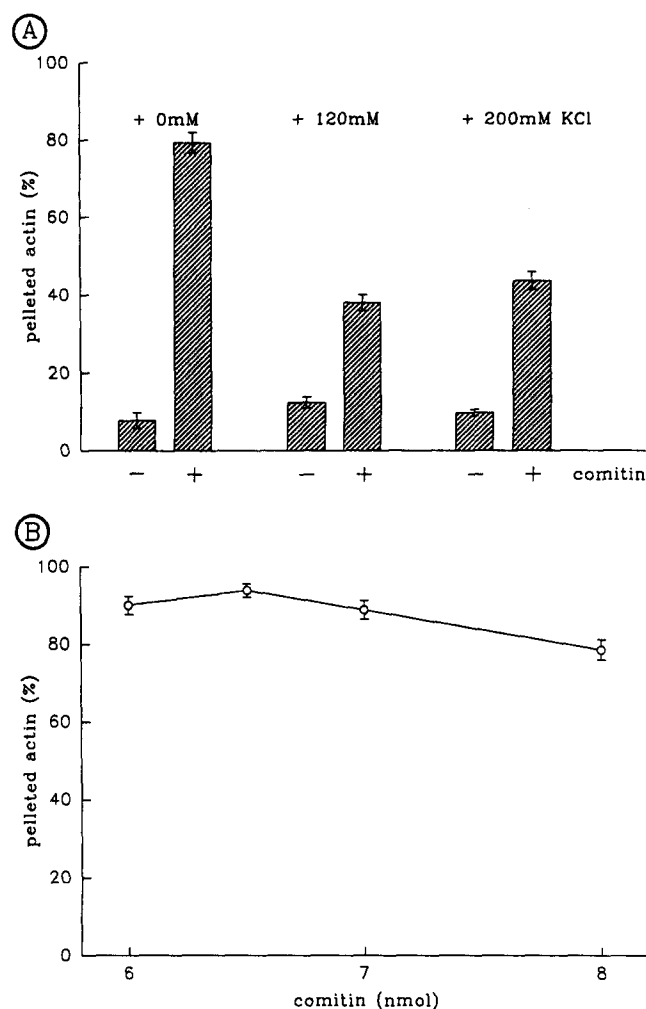 A
100
80
60
40
20
0
pelleted actin (%)
+ 0mM + 120mM + 200mM KCl
− + − + − + comitin
B
100
80
60
40
20
0
pelleted actin (%)
6 7 8
comitin (nmol)